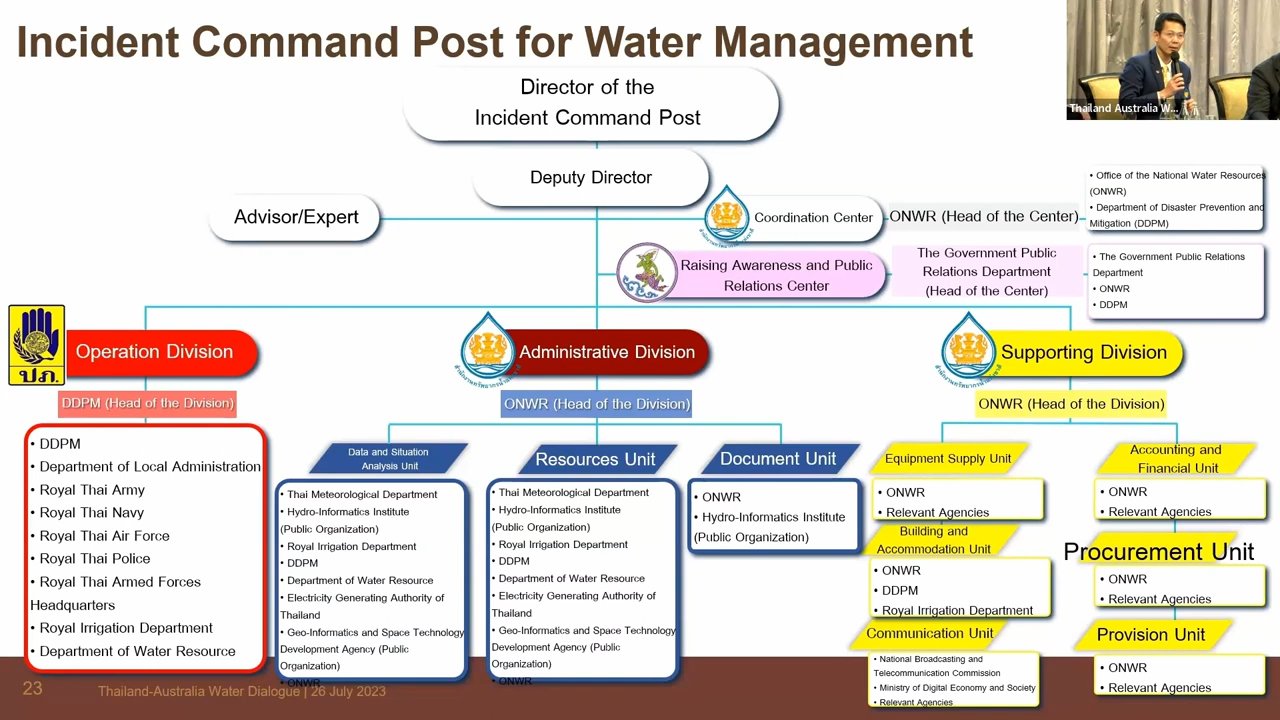 Incident Command Post for Water Management
Thailand Australia W...
Director of the
Incident Command Post
Deputy Director
Advisor/Expert
Coordination Center
ONWR (Head of the Center)
• Office of the National Water Resources
(ONWR)
• Department of Disaster Prevention and
Mitigation (DDPM)
Raising Awareness and Public
Relations Center
The Government Public
Relations Department
(Head of the Center)
• The Government Public Relations
Department
• ONWR
• DDPM
ปภ.
Operation Division
DDPM (Head of the Division)
• DDPM
• Department of Local Administration
• Royal Thai Army
• Royal Thai Navy
• Royal Thai Air Force
• Royal Thai Police
• Royal Thai Armed Forces
Headquarters
• Royal Irrigation Department
• Department of Water Resource
Administrative Division
ONWR (Head of the Division)
Data and Situation
Analysis Unit
• Thai Meteorological Department
• Hydro-Informatics Institute
(Public Organization)
• Royal Irrigation Department
• DDPM
• Department of Water Resource
• Electricity Generating Authority of
Thailand
• Geo-Informatics and Space Technology
Development Agency (Public
Organization)
• ONWR
Resources Unit
• Thai Meteorological Department
• Hydro-Informatics Institute
(Public Organization)
• Royal Irrigation Department
• DDPM
• Department of Water Resource
• Electricity Generating Authority of
Thailand
• Geo-Informatics and Space Technology
Development Agency (Public
Organization)
• ONWR
Document Unit
• ONWR
• Hydro-Informatics Institute
(Public Organization)
Supporting Division
ONWR (Head of the Division)
Equipment Supply Unit
• ONWR
• Relevant Agencies
Building and
Accommodation Unit
• ONWR
• DDPM
• Royal Irrigation Department
Communication Unit
• National Broadcasting and
Telecommunication Commission
• Ministry of Digital Economy and Society
• Relevant Agencies
Accounting and
Financial Unit
• ONWR
• Relevant Agencies
Procurement Unit
• ONWR
• Relevant Agencies
Provision Unit
• ONWR
• Relevant Agencies
23
Thailand-Australia Water Dialogue | 26 July 2023